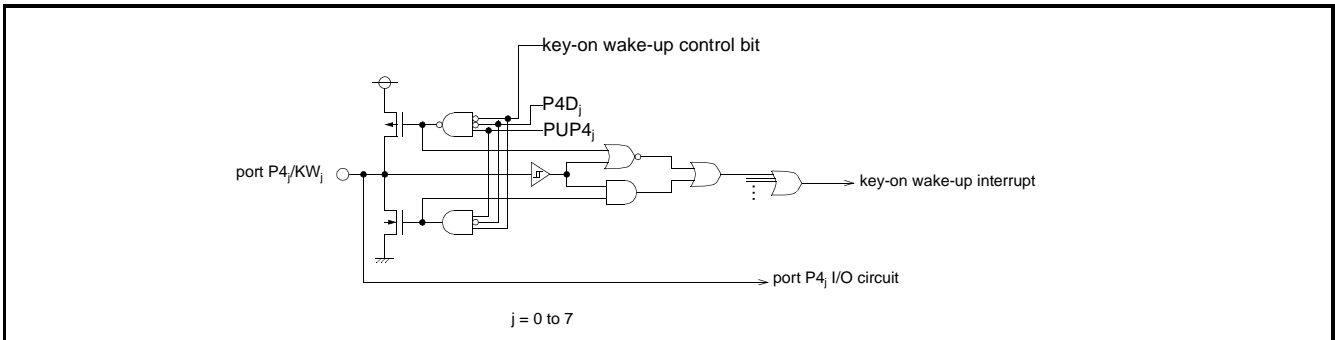 key-on wake-up control bit
P4Dj
PUP4j
port P4j/KWj
key-on wake-up interrupt
port P4j I/O circuit
j = 0 to 7